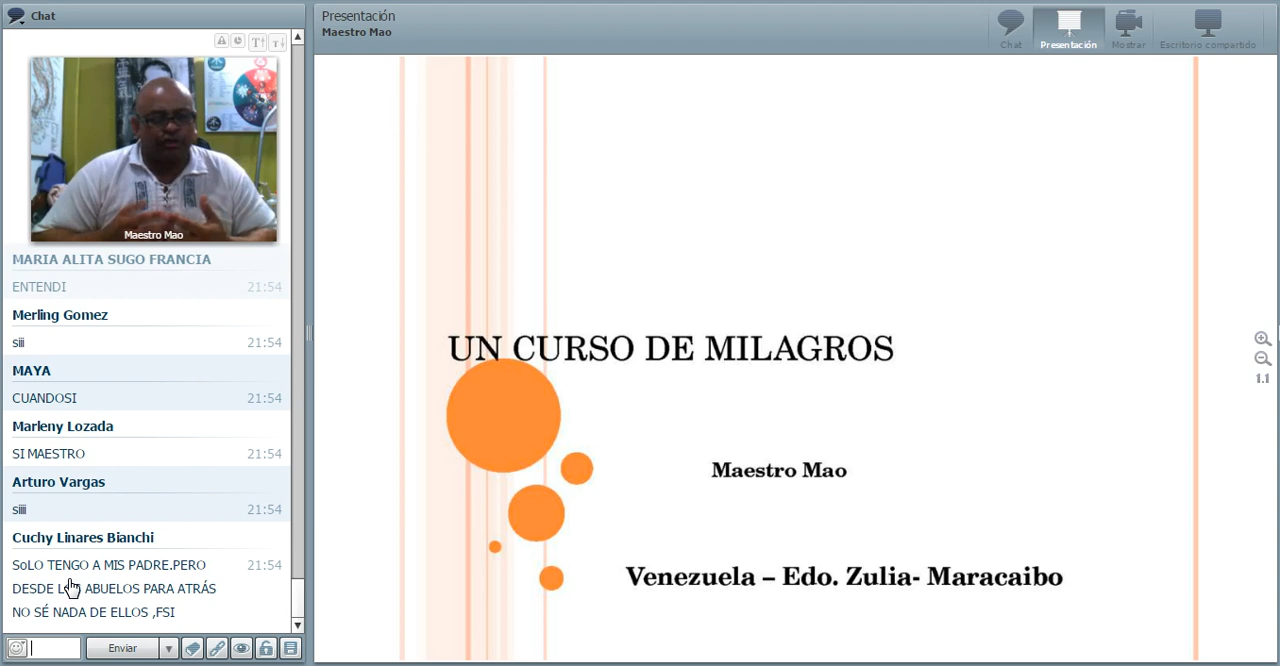 Chat
Maestro Mao
MARIA ALITA SUGO FRANCIA
ENTENDI 21:54
Merling Gomez
siii 21:54
MAYA
CUANDOSI 21:54
Marleny Lozada
SI MAESTRO 21:54
Arturo Vargas
siiii 21:54
Cuchy Linares Bianchi
SoLO TENGO A MIS PADRE.PERO 21:54
ABUELOS PARA ATRÁS
NO SÉ NADA DE ELLOS ,FSI
Enviar
Presentación
Maestro Mao
Chat
Presentación
Mostrar
Escritorio compartido
UN CURSO DE MILAGROS
Maestro Mao
Venezuela – Edo. Zulia- Maracaibo
1.1